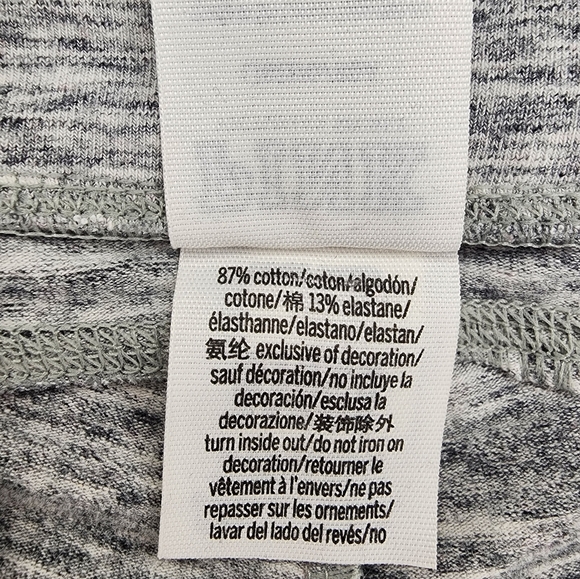 87% cotton/coton/algodón/
cotone/棉 13% elastane/
élasthanne/elastano/elastan/
氨纶 exclusive of decoration/
sauf décoration/no incluye la
decoración/esclusa la
decorazione/装饰除外
turn inside out/do not iron on
decoration/retourner le
vêtement à l'envers/ne pas
repasser sur les ornements/
lavar del lado del revés/no